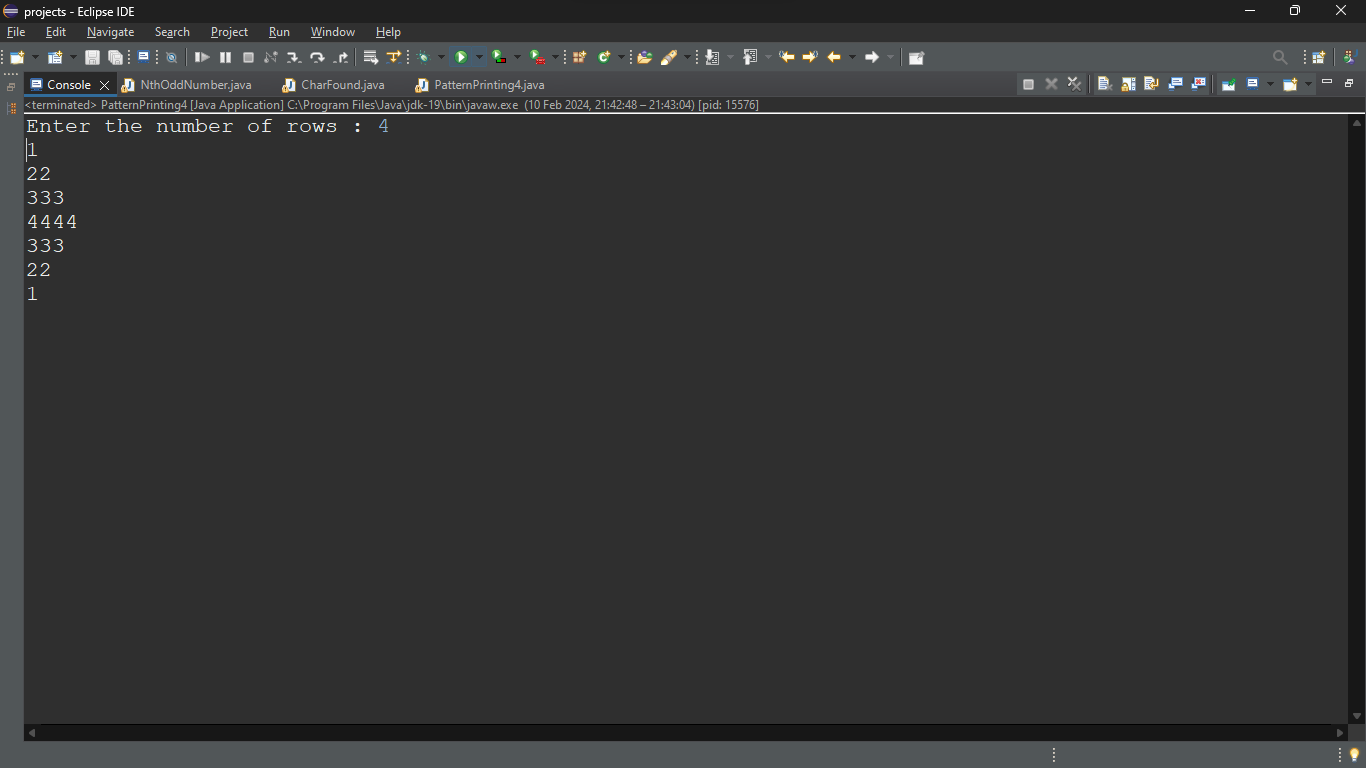 projects - Eclipse IDE
File Edit Navigate Search Project Run Window Help
Console NthOddNumber.java CharFound.java PatternPrinting4.java
<terminated> PatternPrinting4 [Java Application] C:\Program Files\Java\jdk-19\bin\javaw.exe (10 Feb 2024, 21:42:48 – 21:43:04) [pid: 15576]
Enter the number of rows : 4
1
22
333
4444
333
22
1